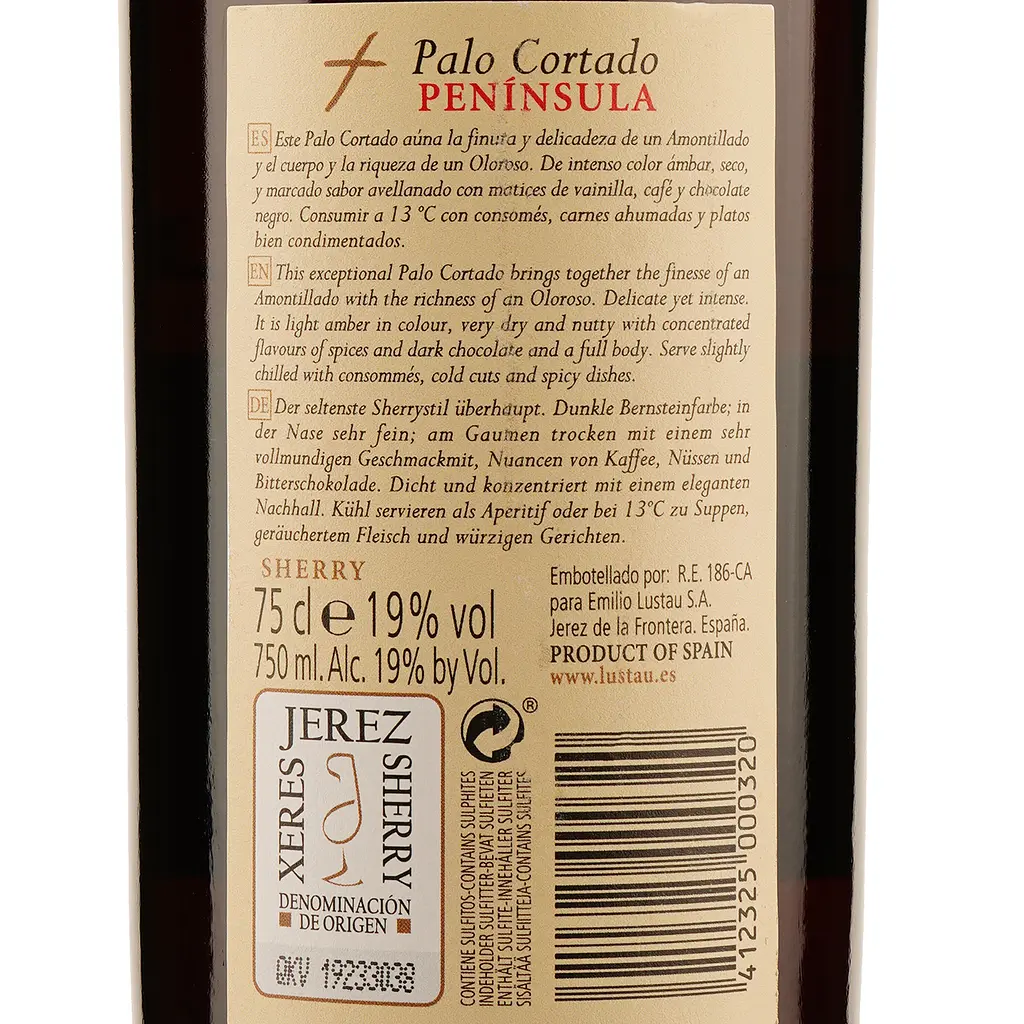 Palo Cortado
PENÍNSULA
ES Este Palo Cortado aúna la finura y delicadeza de un Amontillado
y el cuerpo y la riqueza de un Oloroso. De intenso color ámbar, seco,
y marcado sabor avellanado con matices de vainilla, café y chocolate
negro. Consumir a 13 °C con consomés, carnes ahumadas y platos
bien condimentados.
EN This exceptional Palo Cortado brings together the finesse of an
Amontillado with the richness of an Oloroso. Delicate yet intense.
It is light amber in colour, very dry and nutty with concentrated
flavours of spices and dark chocolate and a full body. Serve slightly
chilled with consommés, cold cuts and spicy dishes.
DE Der seltenste Sherrystil überhaupt. Dunkle Bernsteinfarbe; in
der Nase sehr fein; am Gaumen trocken mit einem sehr
vollmundigen Geschmackmit, Nuancen von Kaffee, Nüssen und
Bitterschokolade. Dicht und konzentriert mit einem eleganten
Nachhall. Kühl servieren als Aperitif oder bei 13°C zu Suppen,
geräuchertem Fleisch und würzigen Gerichten.
SHERRY
75 cl e 19% vol
750 ml. Alc. 19% by Vol.
Embotellado por: R.E. 186-CA
para Emilio Lustau S.A.
Jerez de la Frontera. España.
PRODUCT OF SPAIN
www.lustau.es
JEREZ
XERES
SHERRY
DENOMINACIÓN
DE ORIGEN
QKV 19233038
®
CONTIENE SULFITOS-CONTAINS SULPHITES
INDEHOLDER SULFITTER-BEVAT SULFIETEN
ENTHÄLT SULFITE-INNEHÅLLER SULFITER
SISÄLTÄÄ SULFIITTEJA-CONTAINS SULFITES
4 12325 000320